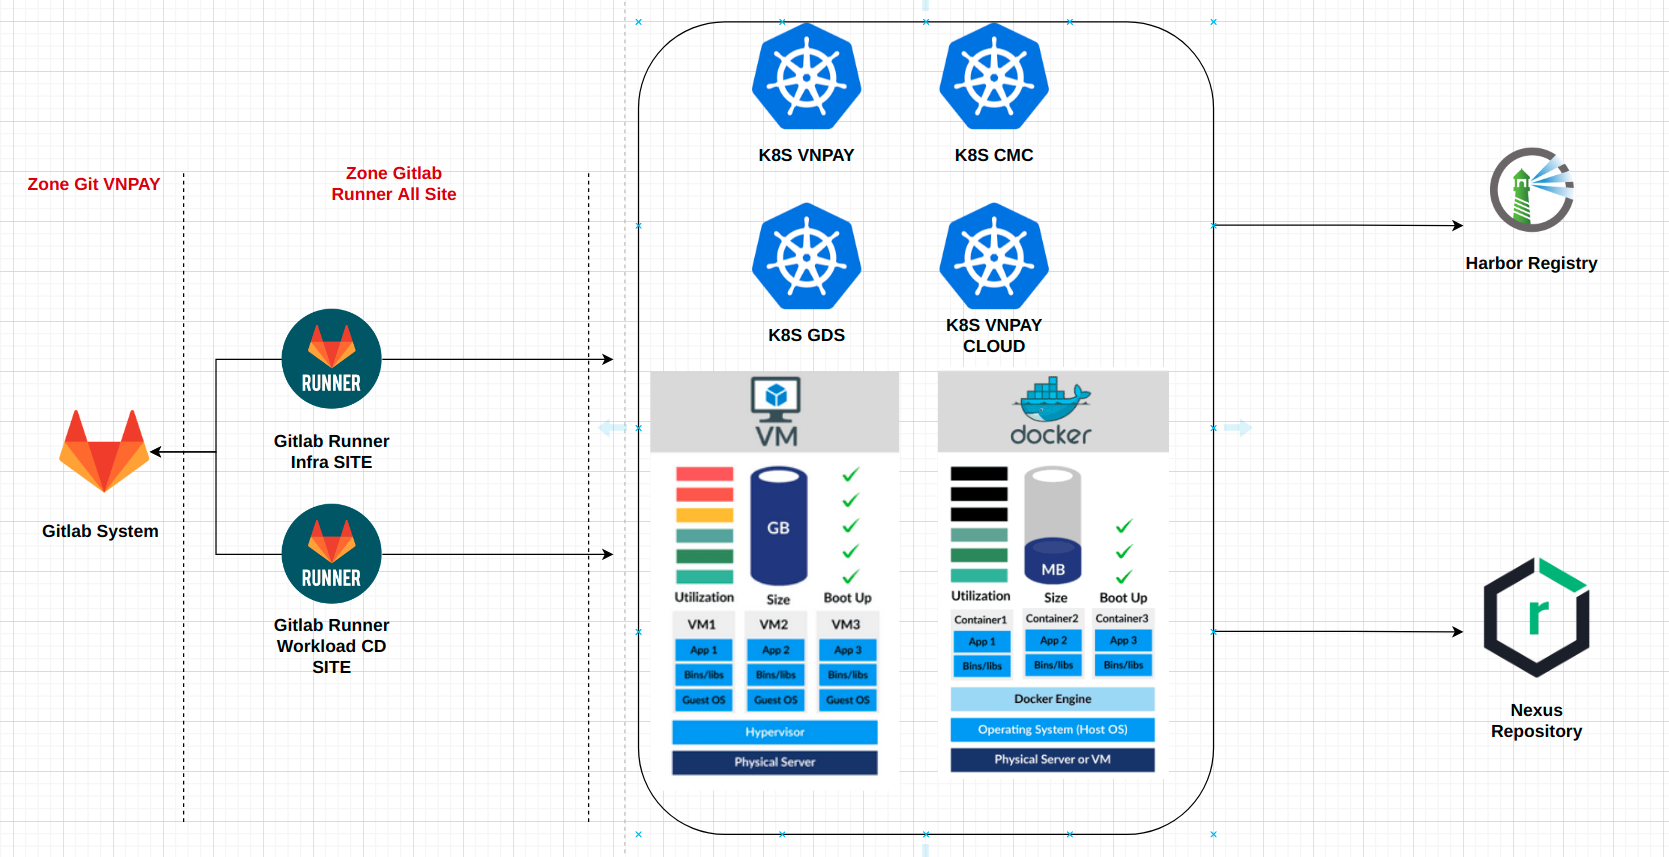 Zone Git VNPAY
Zone Gitlab
Runner All Site
RUNNER
Gitlab Runner
Infra SITE
Gitlab System
RUNNER
Gitlab Runner
Workload CD
SITE
K8S VNPAY
K8S CMC
K8S GDS
K8S VNPAY
CLOUD
VM
GB
Utilization
Size
Boot Up
VM1
VM2
VM3
App 1
App 2
App 3
Bins/libs
Bins/libs
Bins/libs
Guest OS
Guest OS
Guest OS
Hypervisor
Physical Server
docker
MB
Utilization
Size
Boot Up
Container1
Container2
Container3
App 1
App 2
App 3
Bins/libs
Bins/libs
Bins/libs
Docker Engine
Operating System (Host OS)
Physical Server or VM
Harbor Registry
r
Nexus
Repository